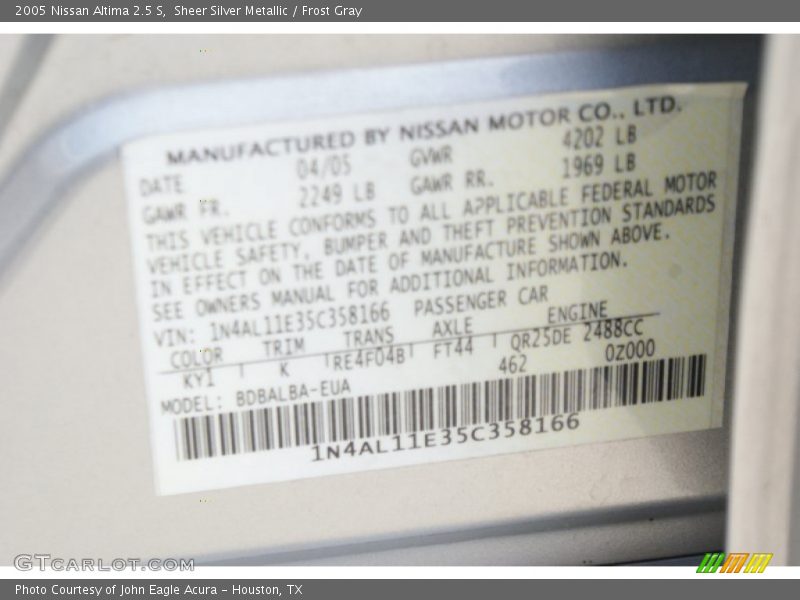 2005 Nissan Altima 2.5 S,  Sheer Silver Metallic / Frost Gray
MANUFACTURED BY NISSAN MOTOR CO., LTD.
DATE 04/05 GVWR 4202 LB
GAWR FR. 2249 LB GAWR RR. 1969 LB
THIS VEHICLE CONFORMS TO ALL APPLICABLE FEDERAL MOTOR
VEHICLE SAFETY, BUMPER AND THEFT PREVENTION STANDARDS
IN EFFECT ON THE DATE OF MANUFACTURE SHOWN ABOVE.
SEE OWNERS MANUAL FOR ADDITIONAL INFORMATION.
VIN: 1N4AL11E35C358166 PASSENGER CAR
COLOR TRIM TRANS AXLE ENGINE
KY1 K RE4F04B FT44 QR25DE 2488CC
462 0Z000
MODEL: BDBALBA-EUA
1N4AL11E35C358166
GTCARLOT.COM
Photo Courtesy of John Eagle Acura - Houston, TX